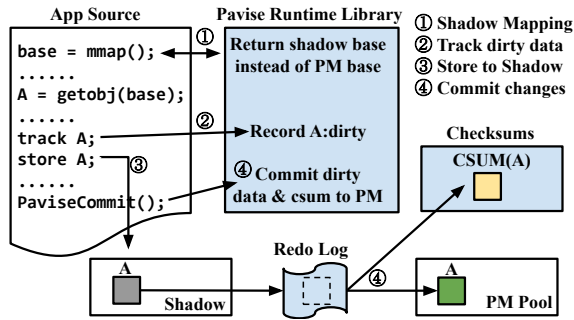 App Source
base = mmap();
......
A = getobj(base);
......
track A;
store A;
......
PaviseCommit();
①
②
③
Pavise Runtime Library
Return shadow base
instead of PM base
Record A:dirty
④ Commit dirty
data & csum to PM
① Shadow Mapping
② Track dirty data
③ Store to Shadow
④ Commit changes
Checksums
CSUM(A)
A
Shadow
Redo Log
④
A
PM Pool